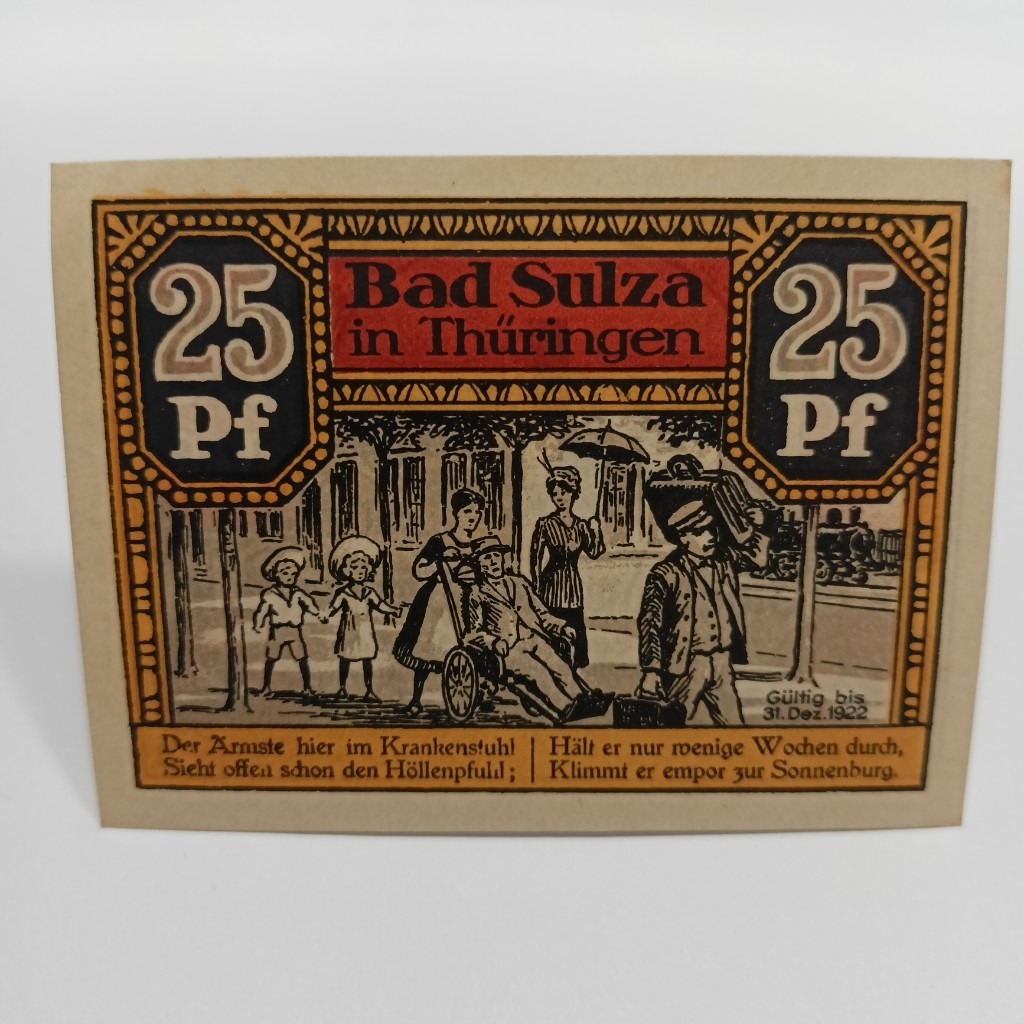 25
Pf
Bad Sulza
in Thüringen
25
Pf
Gültig bis
31. Dez. 1922
Der Ärmste hier im Krankenstuhl
Sieht offen schon den Höllenpfuhl;
Hält er nur wenige Wochen durch,
Klimmt er empor zur Sonnenburg.